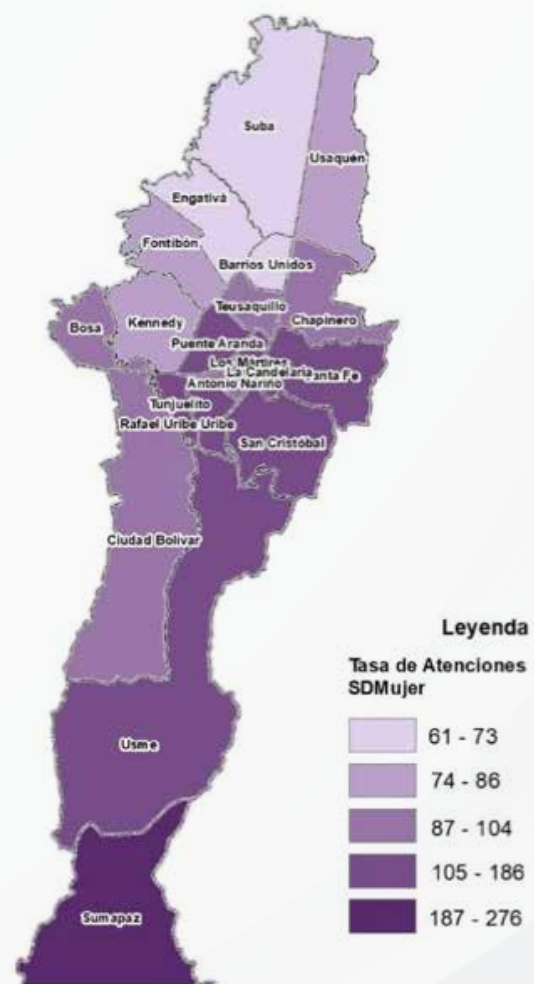 Suba
Usaquén
Engativá
Fontibón
Barrios Unidos
Teusaquillo
Bosa
Kennedy
Chapinero
Puente Aranda
Los Mártires
La Candelaria
Santa Fe
Antonio Nariño
Tunjuelito
Rafael Uribe Uribe
San Cristóbal
Ciudad Bolívar
Usme
Sumapaz
Leyenda
Tasa de Atenciones
SDMujer
61 - 73
74 - 86
87 - 104
105 - 186
187 - 276